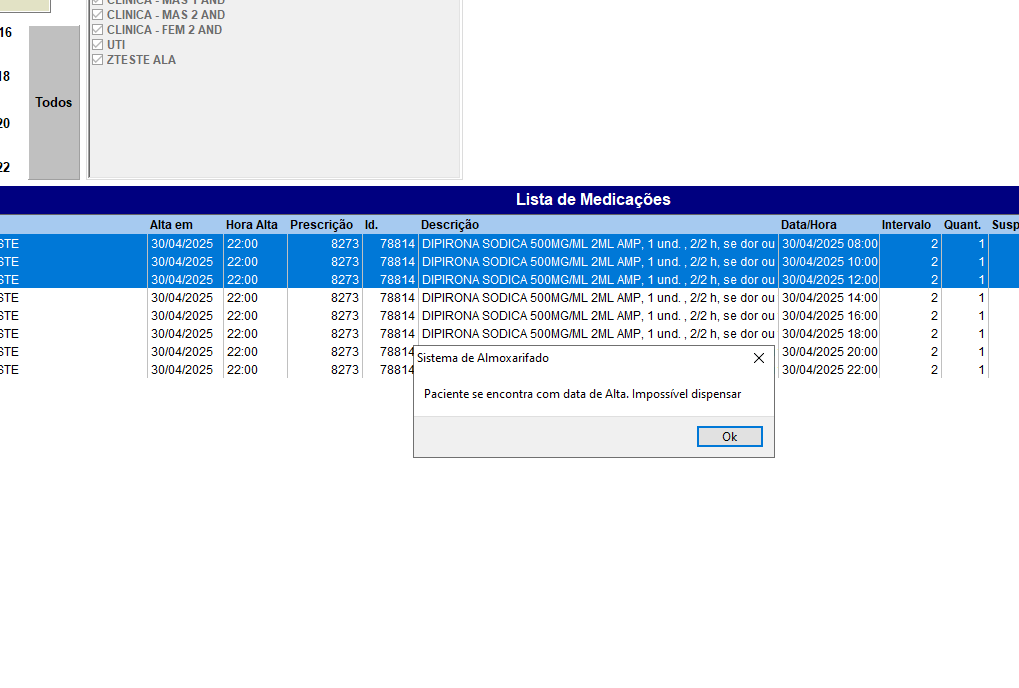 CLINICA - MAS 1 AND
CLINICA - MAS 2 AND
16
CLINICA - FEM 2 AND
UTI
ZTESTE ALA
18
Todos
20
22
Lista de Medicações
Alta em Hora Alta Prescrição Id. Descrição Data/Hora Intervalo Quant. Susp
STE 30/04/2025 22:00 8273 78814 DIPIRONA SODICA 500MG/ML 2ML AMP, 1 und. , 2/2 h, se dor ou 30/04/2025 08:00 2 1
STE 30/04/2025 22:00 8273 78814 DIPIRONA SODICA 500MG/ML 2ML AMP, 1 und. , 2/2 h, se dor ou 30/04/2025 10:00 2 1
STE 30/04/2025 22:00 8273 78814 DIPIRONA SODICA 500MG/ML 2ML AMP, 1 und. , 2/2 h, se dor ou 30/04/2025 12:00 2 1
STE 30/04/2025 22:00 8273 78814 DIPIRONA SODICA 500MG/ML 2ML AMP, 1 und. , 2/2 h, se dor ou 30/04/2025 14:00 2 1
STE 30/04/2025 22:00 8273 78814 DIPIRONA SODICA 500MG/ML 2ML AMP, 1 und. , 2/2 h, se dor ou 30/04/2025 16:00 2 1
STE 30/04/2025 22:00 8273 78814 DIPIRONA SODICA 500MG/ML 2ML AMP, 1 und. , 2/2 h, se dor ou 30/04/2025 18:00 2 1
STE 30/04/2025 22:00 8273 78814 30/04/2025 20:00 2 1
STE 30/04/2025 22:00 8273 78814 30/04/2025 22:00 2 1
Sistema de Almoxarifado
Paciente se encontra com data de Alta. Impossível dispensar
Ok